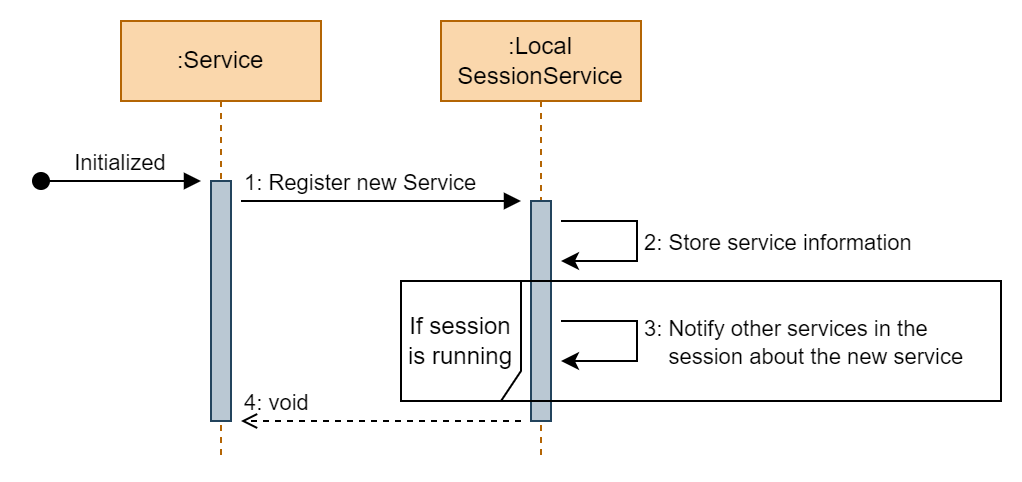 :Service
:Local
SessionService
Initialized
1: Register new Service
2: Store service information
If session
is running
3: Notify other services in the
session about the new service
4: void